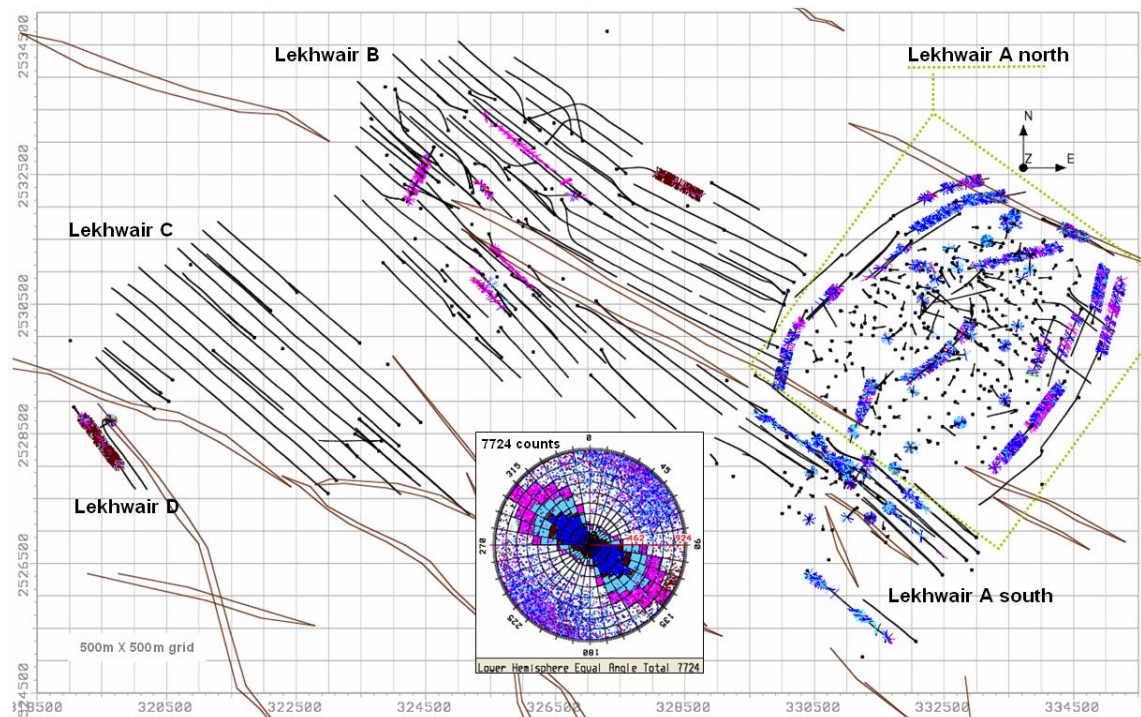 Lekhwair B
Lekhwair A north
N
Z
E
Lekhwair C
Lekhwair D
Lekhwair A south
500m X 500m grid
7724 counts
0
45
90
135
180
225
270
315
462
924
Lower Hemisphere Equal Angle Total 7724
2534500
2532500
2530500
2528500
2526500
2524500
320500
322500
324500
326500
328500
330500
332500
334500